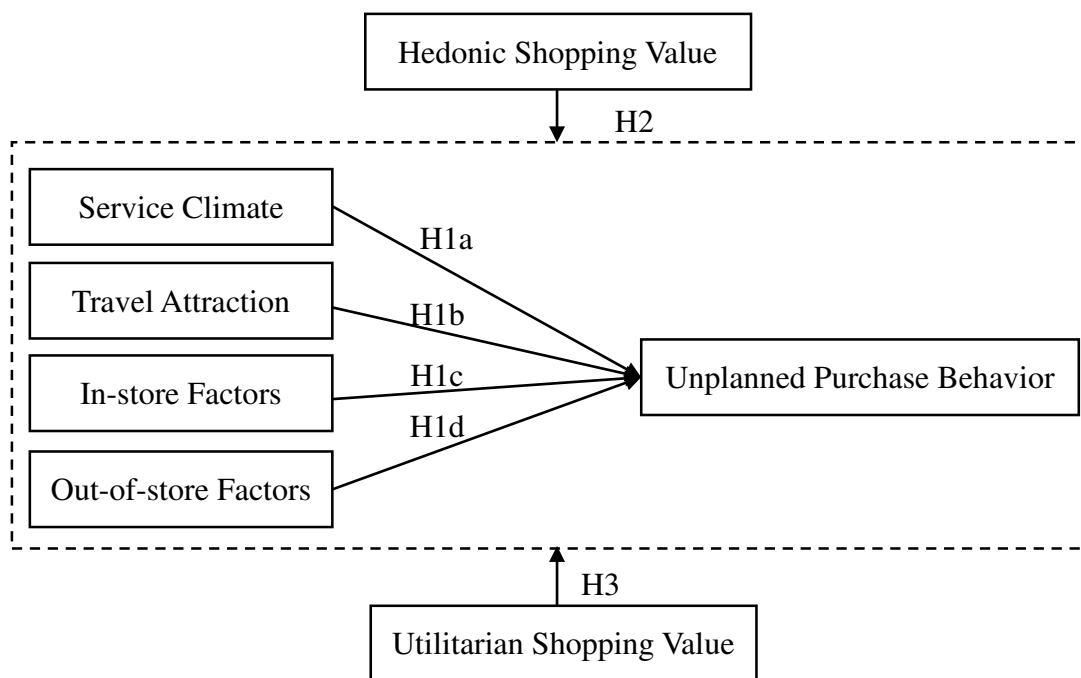 Hedonic Shopping Value
H2
Service Climate
H1a
Travel Attraction
H1b
In-store Factors
H1c
Unplanned Purchase Behavior
H1d
Out-of-store Factors
H3
Utilitarian Shopping Value